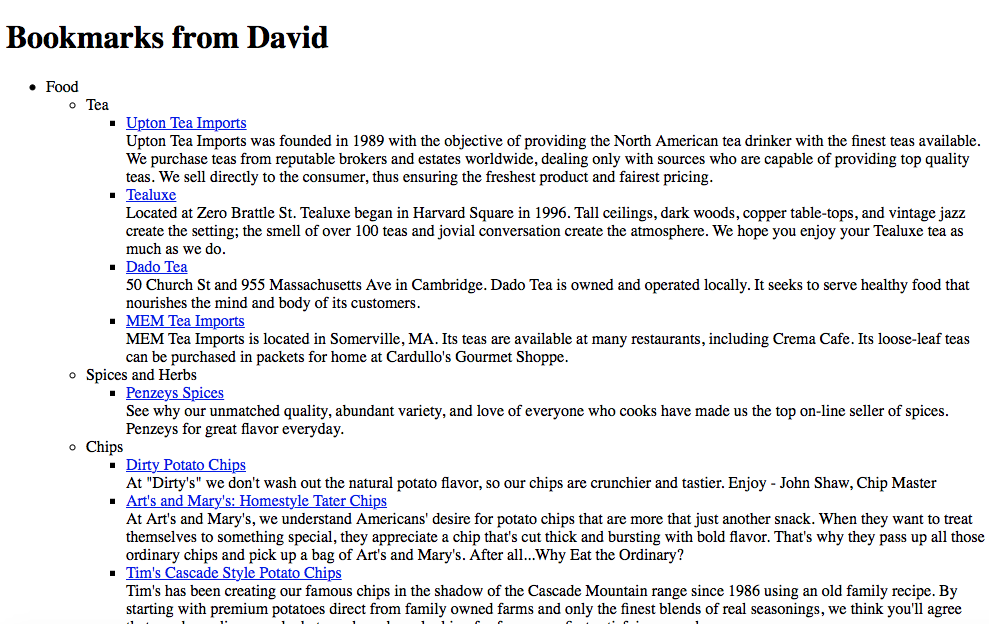 Bookmarks from David
Food
Tea
Upton Tea Imports
Upton Tea Imports was founded in 1989 with the objective of providing the North American tea drinker with the finest teas available.
We purchase teas from reputable brokers and estates worldwide, dealing only with sources who are capable of providing top quality
teas. We sell directly to the consumer, thus ensuring the freshest product and fairest pricing.
Tealuxe
Located at Zero Brattle St. Tealuxe began in Harvard Square in 1996. Tall ceilings, dark woods, copper table-tops, and vintage jazz
create the setting; the smell of over 100 teas and jovial conversation create the atmosphere. We hope you enjoy your Tealuxe tea as
much as we do.
Dado Tea
50 Church St and 955 Massachusetts Ave in Cambridge. Dado Tea is owned and operated locally. It seeks to serve healthy food that
nourishes the mind and body of its customers.
MEM Tea Imports
MEM Tea Imports is located in Somerville, MA. Its teas are available at many restaurants, including Crema Cafe. Its loose-leaf teas
can be purchased in packets for home at Cardullo's Gourmet Shoppe.
Spices and Herbs
Penzeys Spices
See why our unmatched quality, abundant variety, and love of everyone who cooks have made us the top on-line seller of spices.
Penzeys for great flavor everyday.
Chips
Dirty Potato Chips
At "Dirty's" we don't wash out the natural potato flavor, so our chips are crunchier and tastier. Enjoy - John Shaw, Chip Master
Art's and Mary's: Homestyle Tater Chips
At Art's and Mary's, we understand Americans' desire for potato chips that are more that just another snack. When they want to treat
themselves to something special, they appreciate a chip that's cut thick and bursting with bold flavor. That's why they pass up all those
ordinary chips and pick up a bag of Art's and Mary's. After all...Why Eat the Ordinary?
Tim's Cascade Style Potato Chips
Tim's has been creating our famous chips in the shadow of the Cascade Mountain range since 1986 using an old family recipe. By
starting with premium potatoes direct from family owned farms and only the finest blends of real seasonings, we think you'll agree